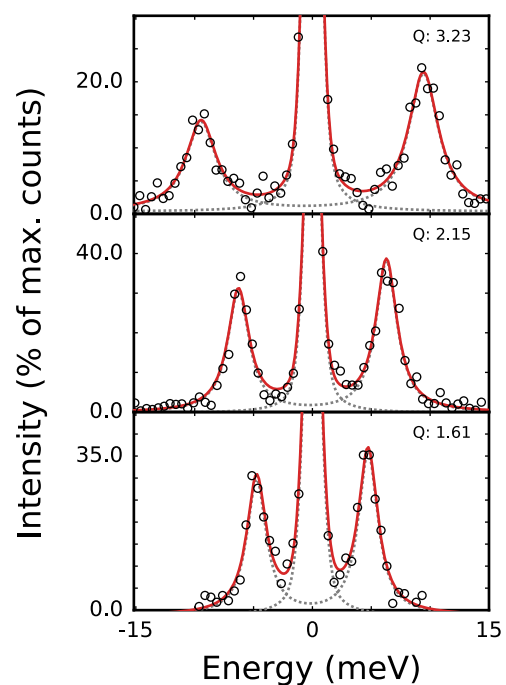 Intensity (% of max. counts)
Q: 3.23
20.0
0.0
Q: 2.15
40.0
0.0
Q: 1.61
35.0
0.0
-15
0
15
Energy (meV)